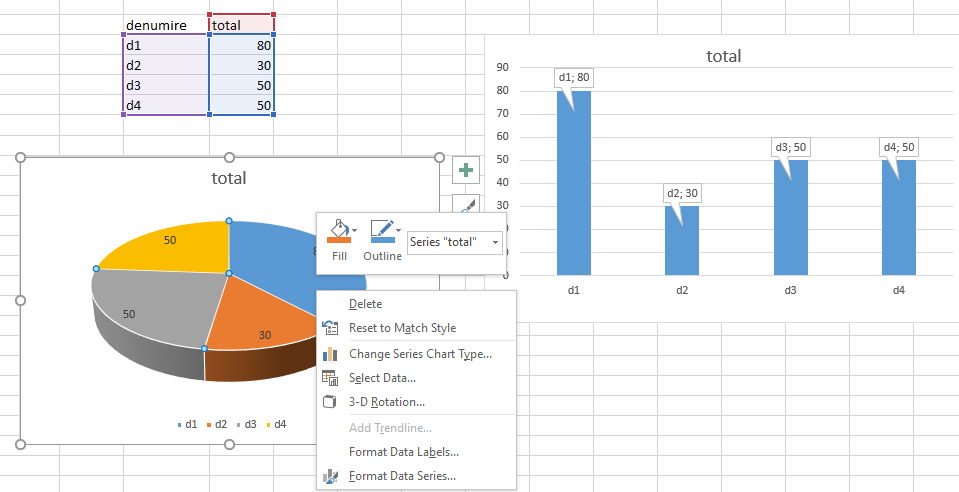 denumire total
d1 80
d2 30
d3 50
d4 50
total
90
80
70
60
50
40
30
d1; 80
d2; 30
d3; 50
d4; 50
d1 d2 d3 d4
total
50
50
30
d1 d2 d3 d4
Fill
Outline
Series "total"
Delete
Reset to Match Style
Change Series Chart Type...
Select Data...
3-D Rotation...
Add Trendline...
Format Data Labels...
Format Data Series...